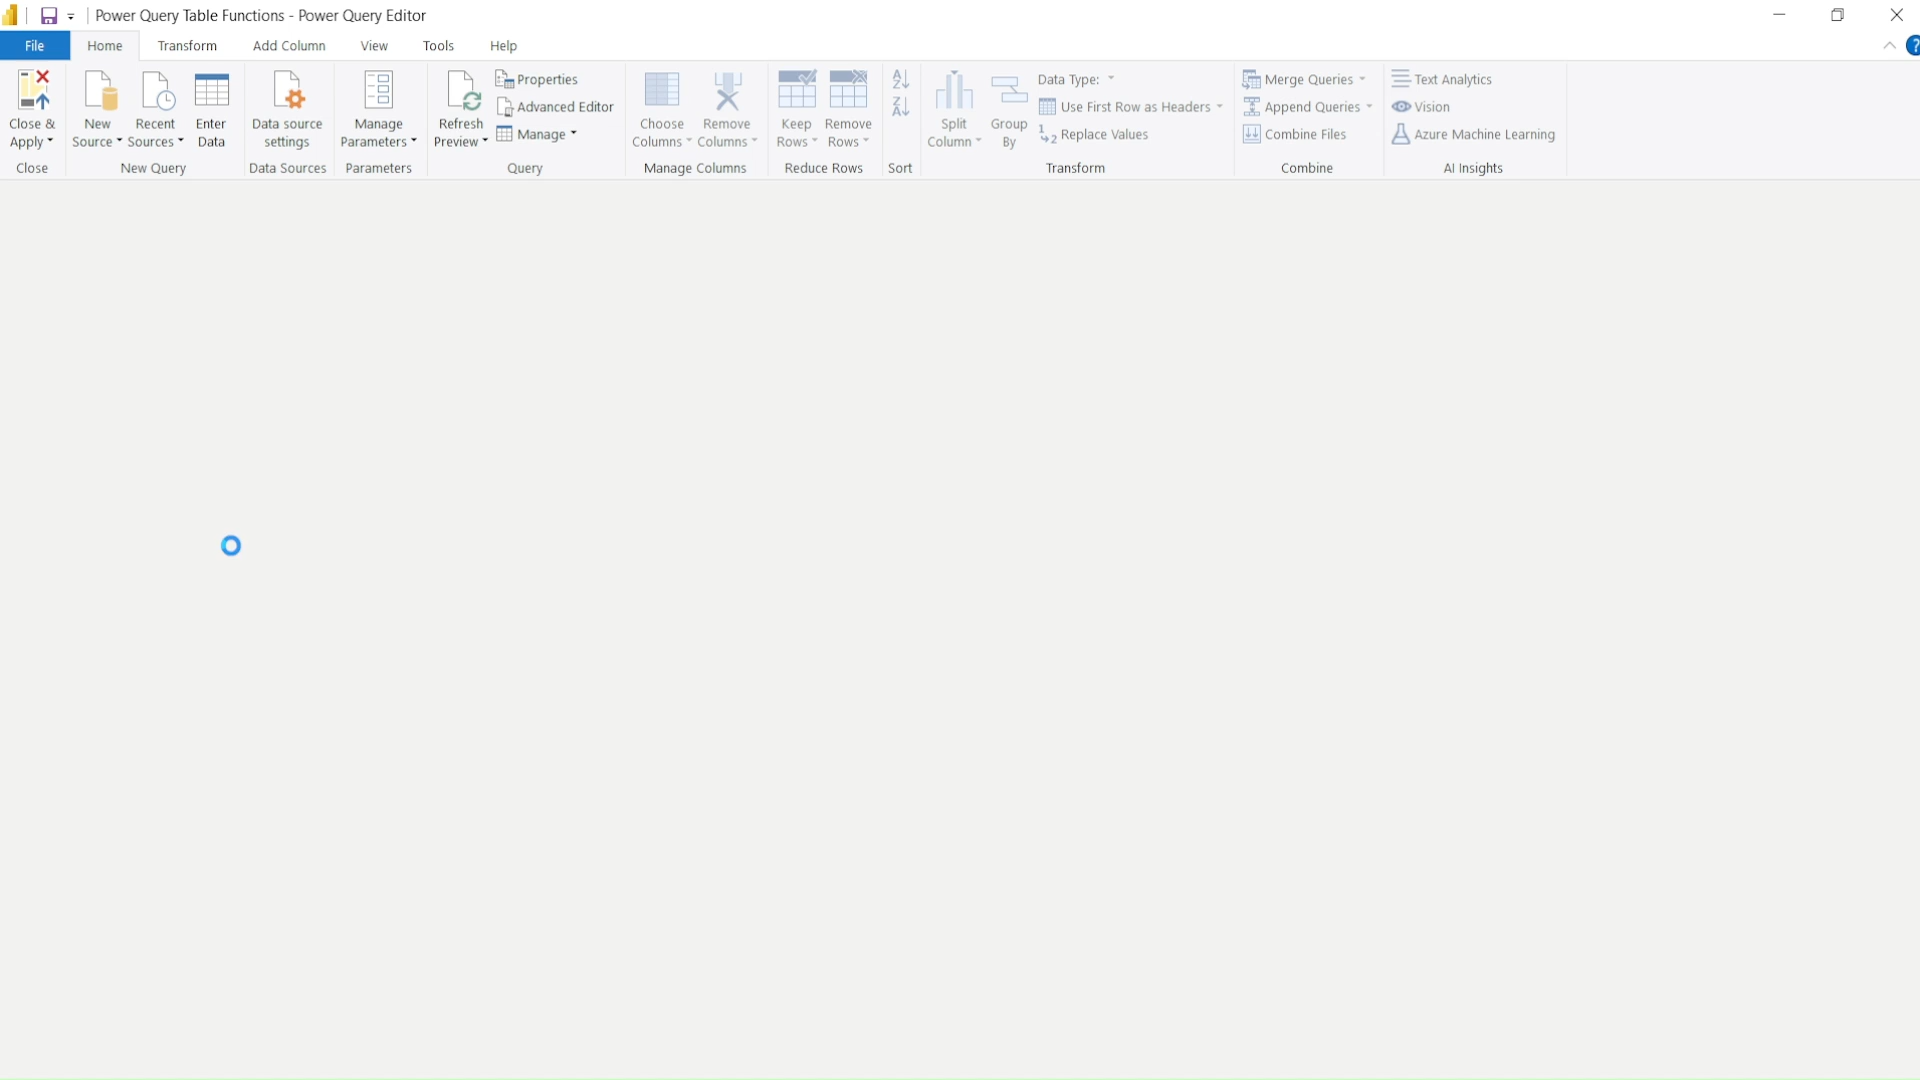 Power Query Table Functions - Power Query Editor
File Home Transform Add Column View Tools Help
?
Close & Apply
New Source
Recent Sources
Enter Data
Data source settings
Manage Parameters
Refresh Preview
Properties
Advanced Editor
Manage
Choose Columns
Remove Columns
Keep Rows
Remove Rows
A Z
Z A
Split Column
Group By
Data Type:
Use First Row as Headers
1 2 Replace Values
Merge Queries
Append Queries
Combine Files
Text Analytics
Vision
Azure Machine Learning
Close New Query Data Sources Parameters Query Manage Columns Reduce Rows Sort Transform Combine AI Insights